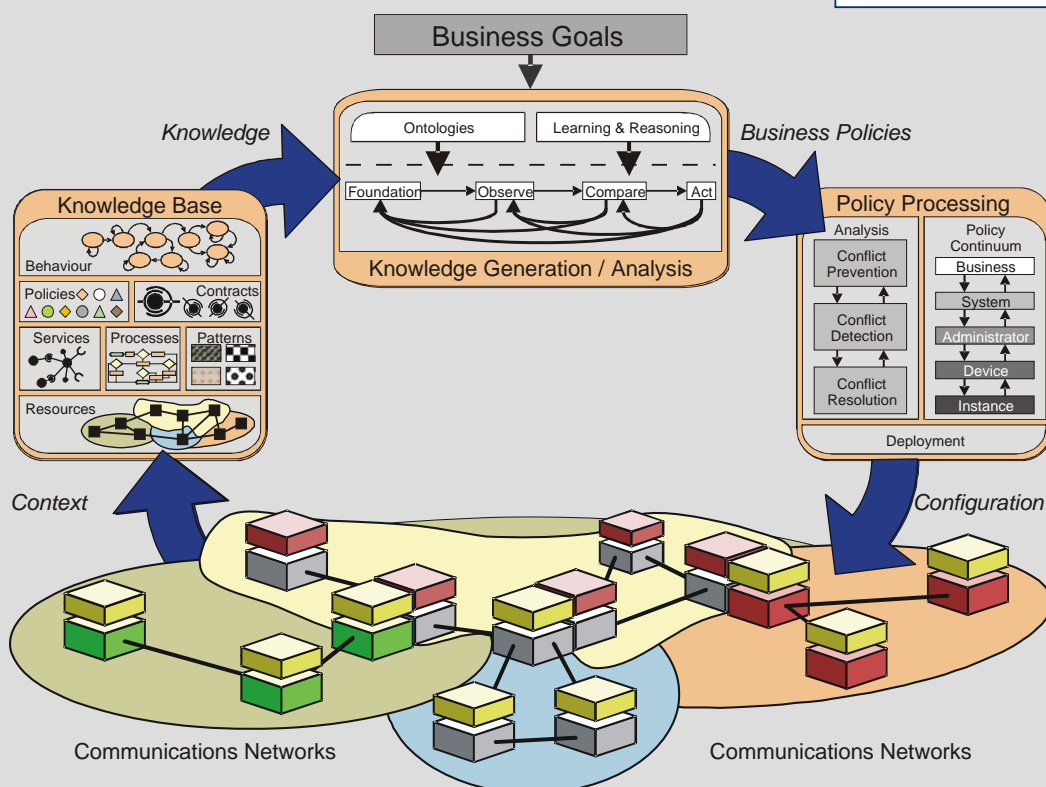 Business Goals
Knowledge
Ontologies
Learning & Reasoning
Business Policies
Foundation
Observe
Compare
Act
Knowledge Generation / Analysis
Knowledge Base
Behaviour
Policies
Contracts
Services
Processes
Patterns
Resources
Policy Processing
Analysis
Conflict
Prevention
Conflict
Detection
Conflict
Resolution
Policy
Continuum
Business
System
Administrator
Device
Instance
Deployment
Context
Configuration
Communications Networks
Communications Networks